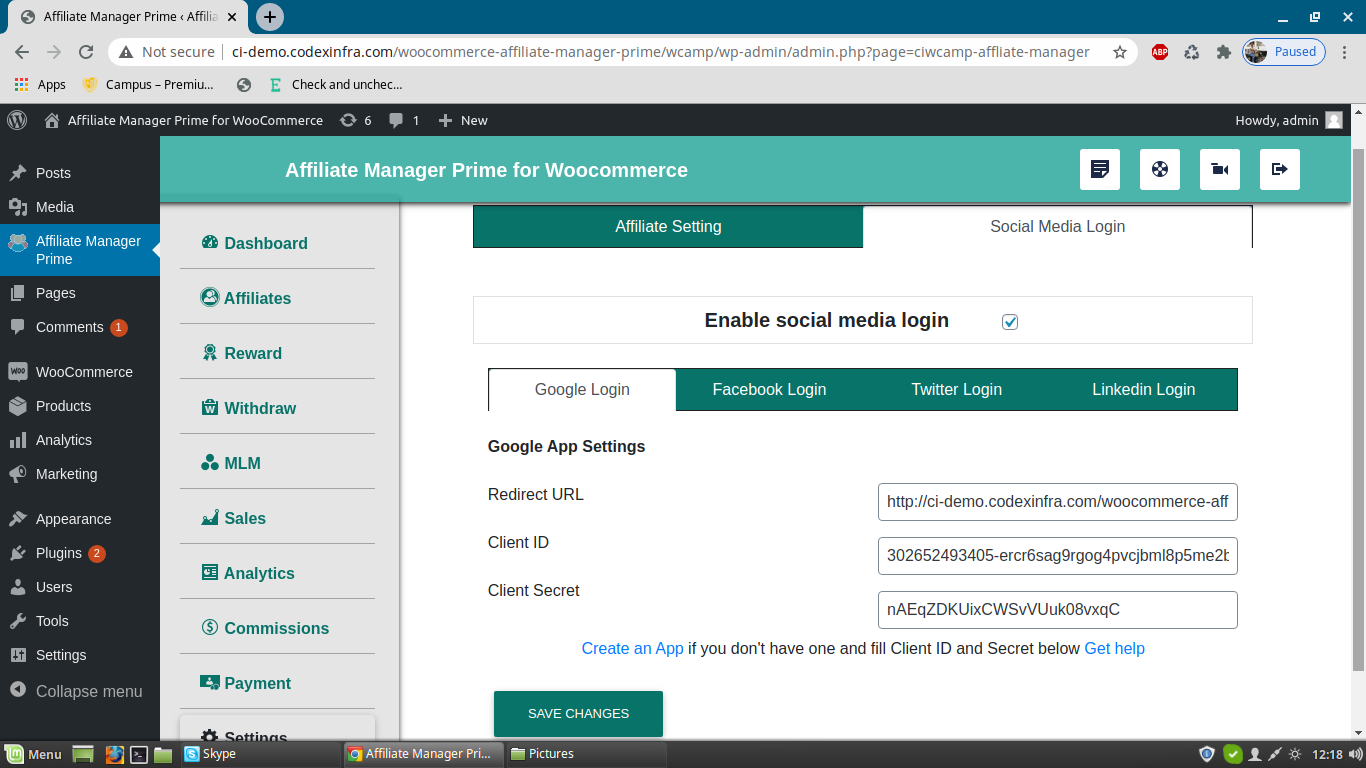 Affiliate Manager Prime ‹ Affilia
Not secure
ci-demo.codexinfra.com/woocommerce-affiliate-manager-prime/wcamp/wp-admin/admin.php?page=ciwcamp-affliate-manager
ABP
Paused
Apps
Campus – Premiu...
Check and unchec...
Affiliate Manager Prime for WooCommerce
6
1
New
Howdy, admin
Posts
Media
Affiliate Manager
Prime
Pages
Comments 1
WooCommerce
Products
Analytics
Marketing
Appearance
Plugins 2
Users
Tools
Settings
Collapse menu
Affiliate Manager Prime for Woocommerce
Dashboard
Affiliates
Reward
Withdraw
MLM
Sales
Analytics
Commissions
Payment
Settings
Affiliate Setting
Social Media Login
Enable social media login
Google Login
Facebook Login
Twitter Login
Linkedin Login
Google App Settings
Redirect URL
http://ci-demo.codexinfra.com/woocommerce-aff
Client ID
302652493405-ercr6sag9rgog4pvcjbml8p5me2b
Client Secret
nAEqZDKUixCWSvVUuk08vxqC
Create an App if you don't have one and fill Client ID and Secret below Get help
SAVE CHANGES
Menu
Skype
Affiliate Manager Pri...
Pictures
12:18